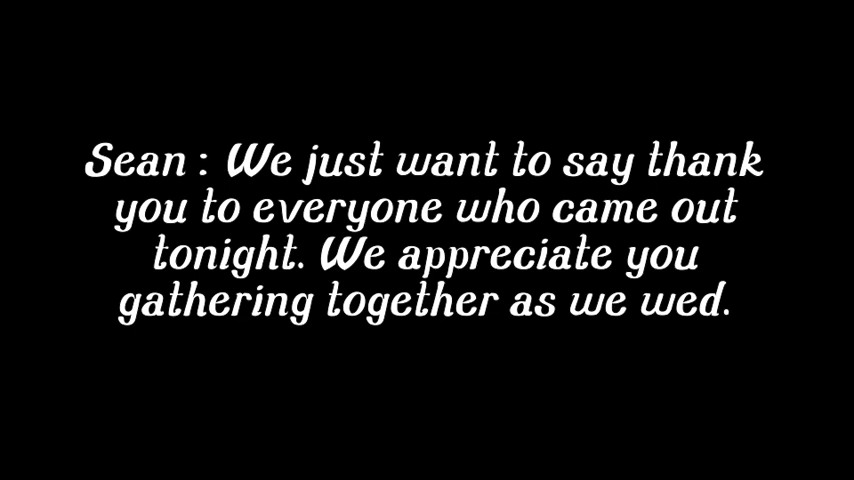 Sean : We just want to say thank
you to everyone who came out
tonight. We appreciate you
gathering together as we wed.